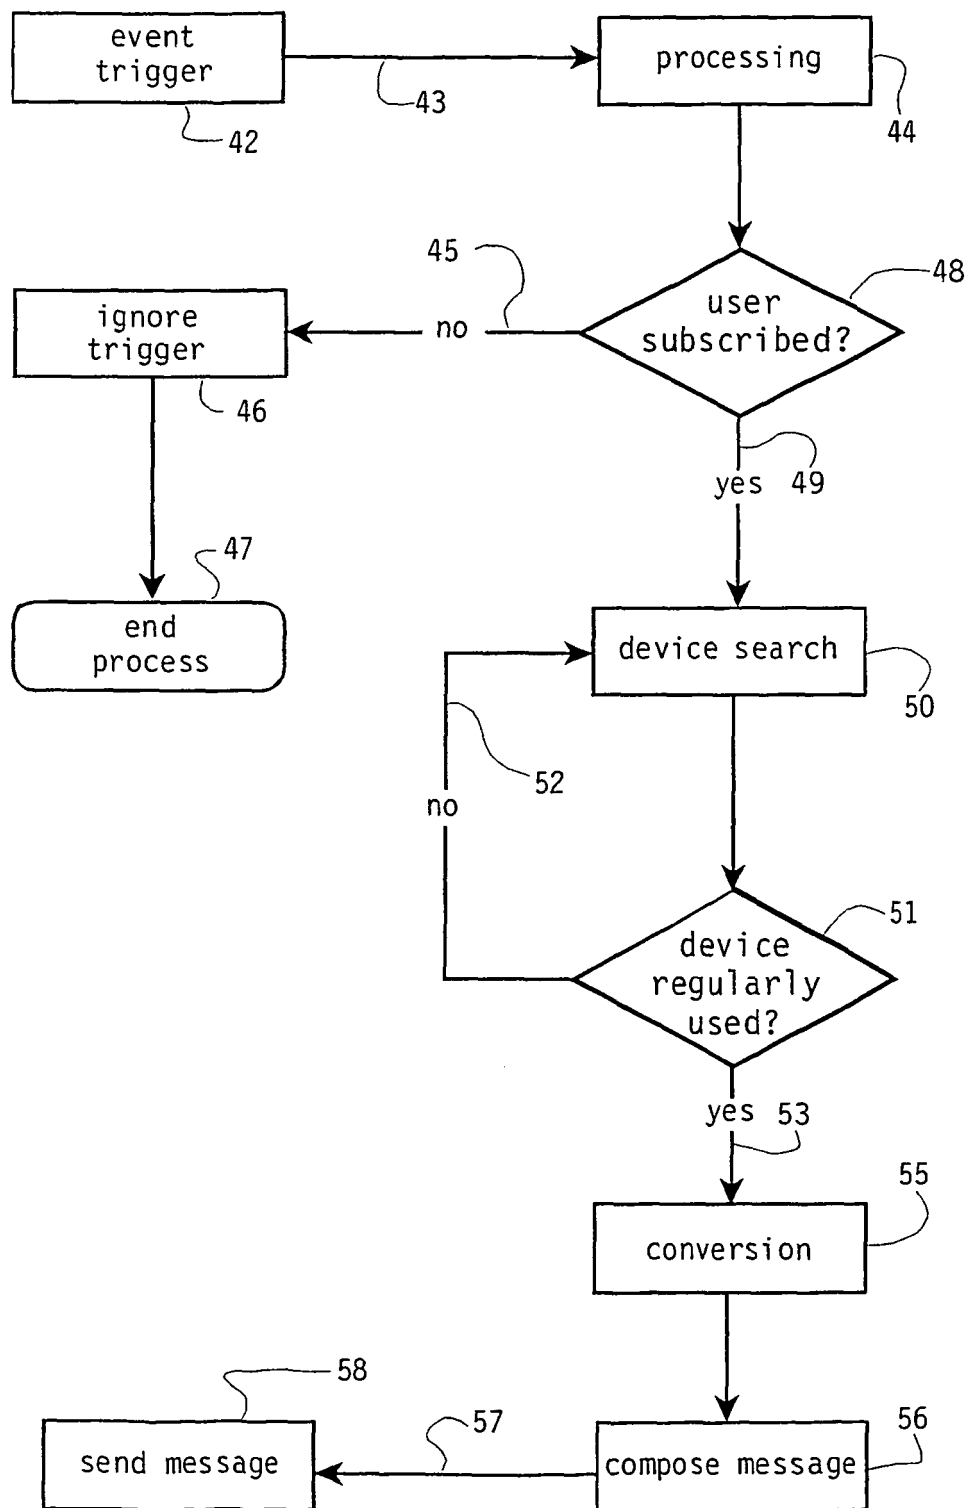 event
trigger
43
42
processing
44
45
48
user
subscribed?
no
ignore
trigger
46
yes 49
47
end
process
device search
50
52
no
51
device
regularly
used?
yes 53
55
conversion
58
57
56
send message
compose message